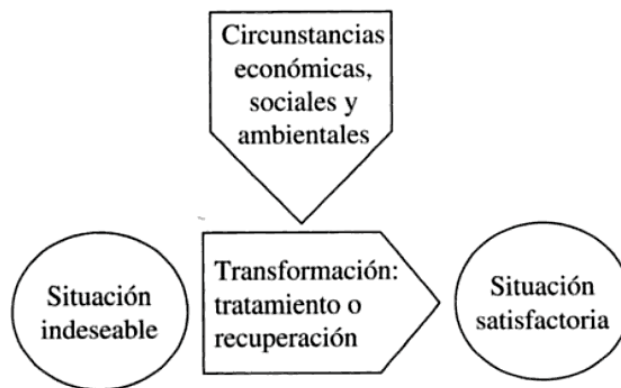 Circunstancias
económicas,
sociales y
ambientales
Situación
indeseable
Transformación:
tratamiento o
recuperación
Situación
satisfactoria